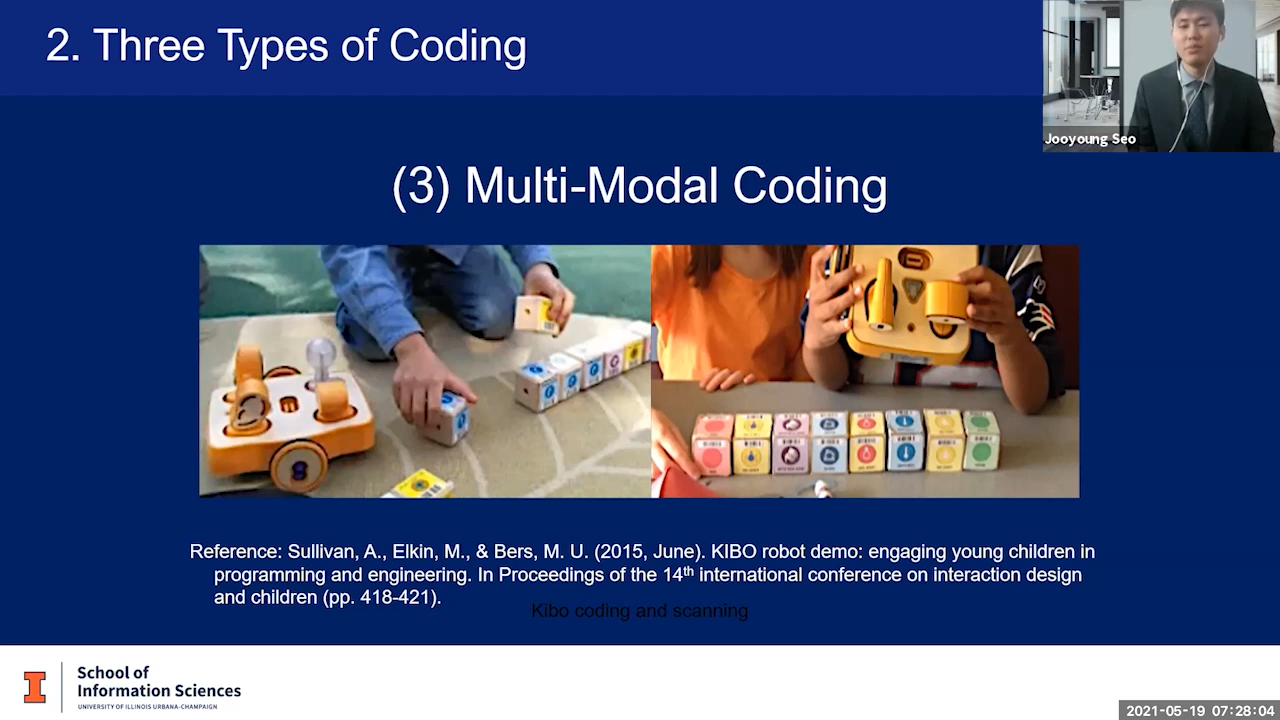 2. Three Types of Coding
Jooyoung Seo
(3) Multi-Modal Coding
Reference: Sullivan, A., Elkin, M., & Bers, M. U. (2015, June). KIBO robot demo: engaging young children in
programming and engineering. In Proceedings of the 14th international conference on interaction design
and children (pp. 418-421).
Kibo coding and scanning
I
School of
Information Sciences
UNIVERSITY OF ILLINOIS URBANA-CHAMPAIGN
2021-05-19 07:28:04